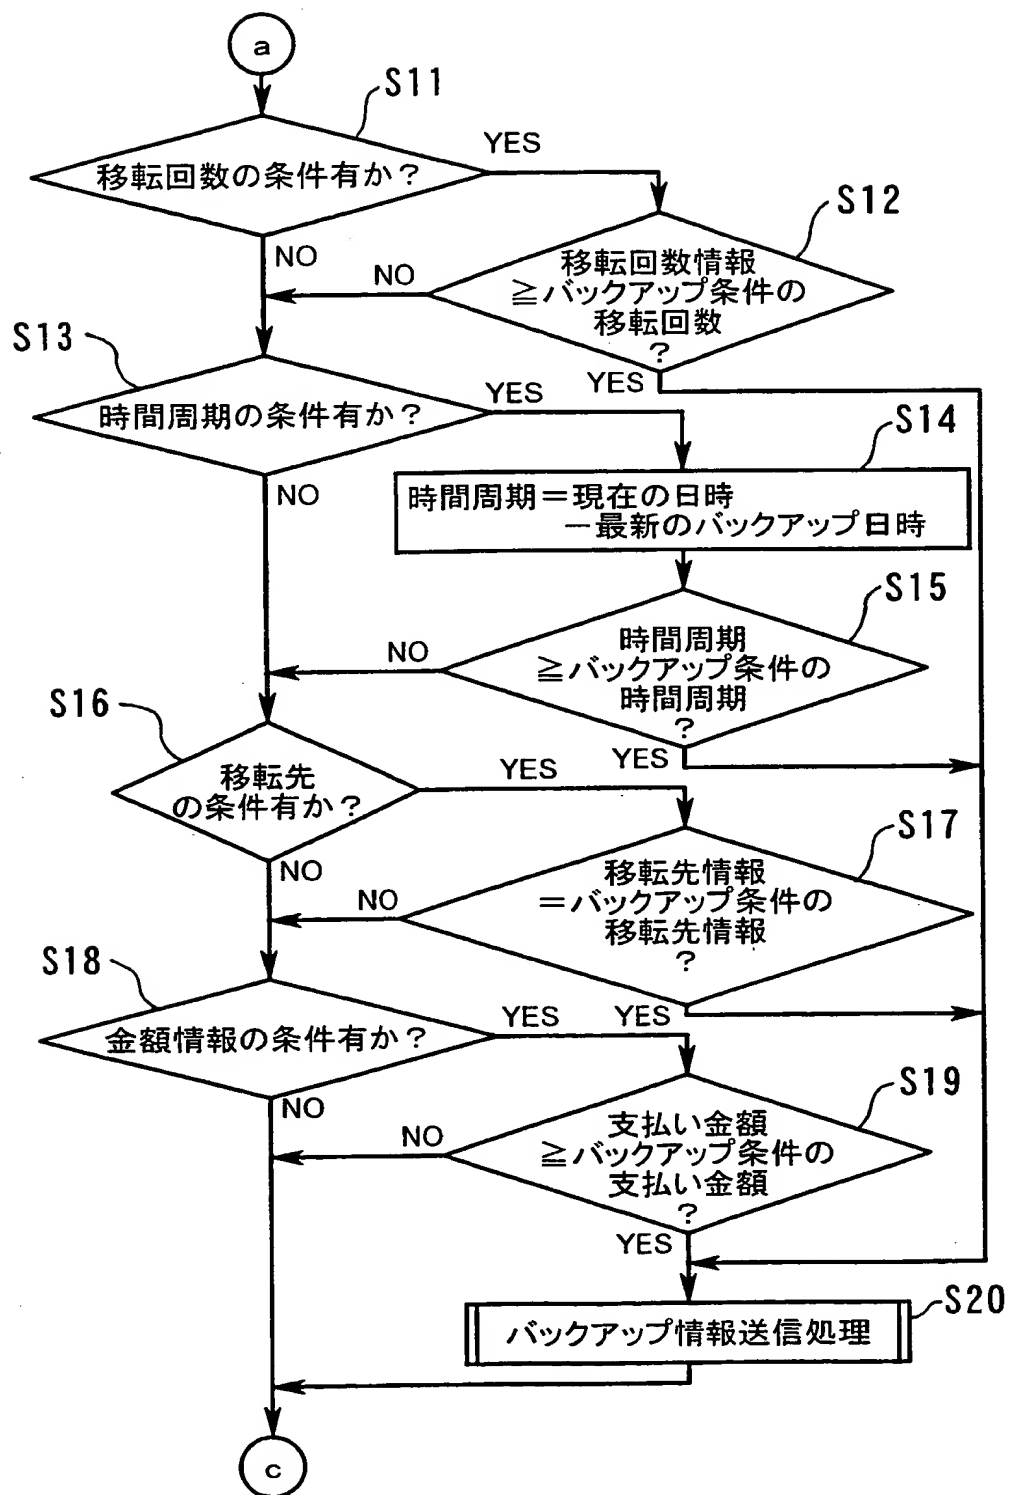 a
S11
YES
移転回数の条件有か?
S12
NO
NO
移転回数情報
≧バックアップ条件の
移転回数
?
S13
YES
YES
時間周期の条件有か?
S14
NO
時間周期=現在の日時
-最新のバックアップ日時
S15
NO
時間周期
≧バックアップ条件の
時間周期
?
S16
YES
YES
移転先
の条件有か?
S17
NO
NO
移転先情報
=バックアップ条件の
移転先情報
?
S18
YES
YES
金額情報の条件有か?
S19
NO
NO
支払い金額
≧バックアップ条件の
支払い金額
?
YES
S20
バックアップ情報送信処理
c